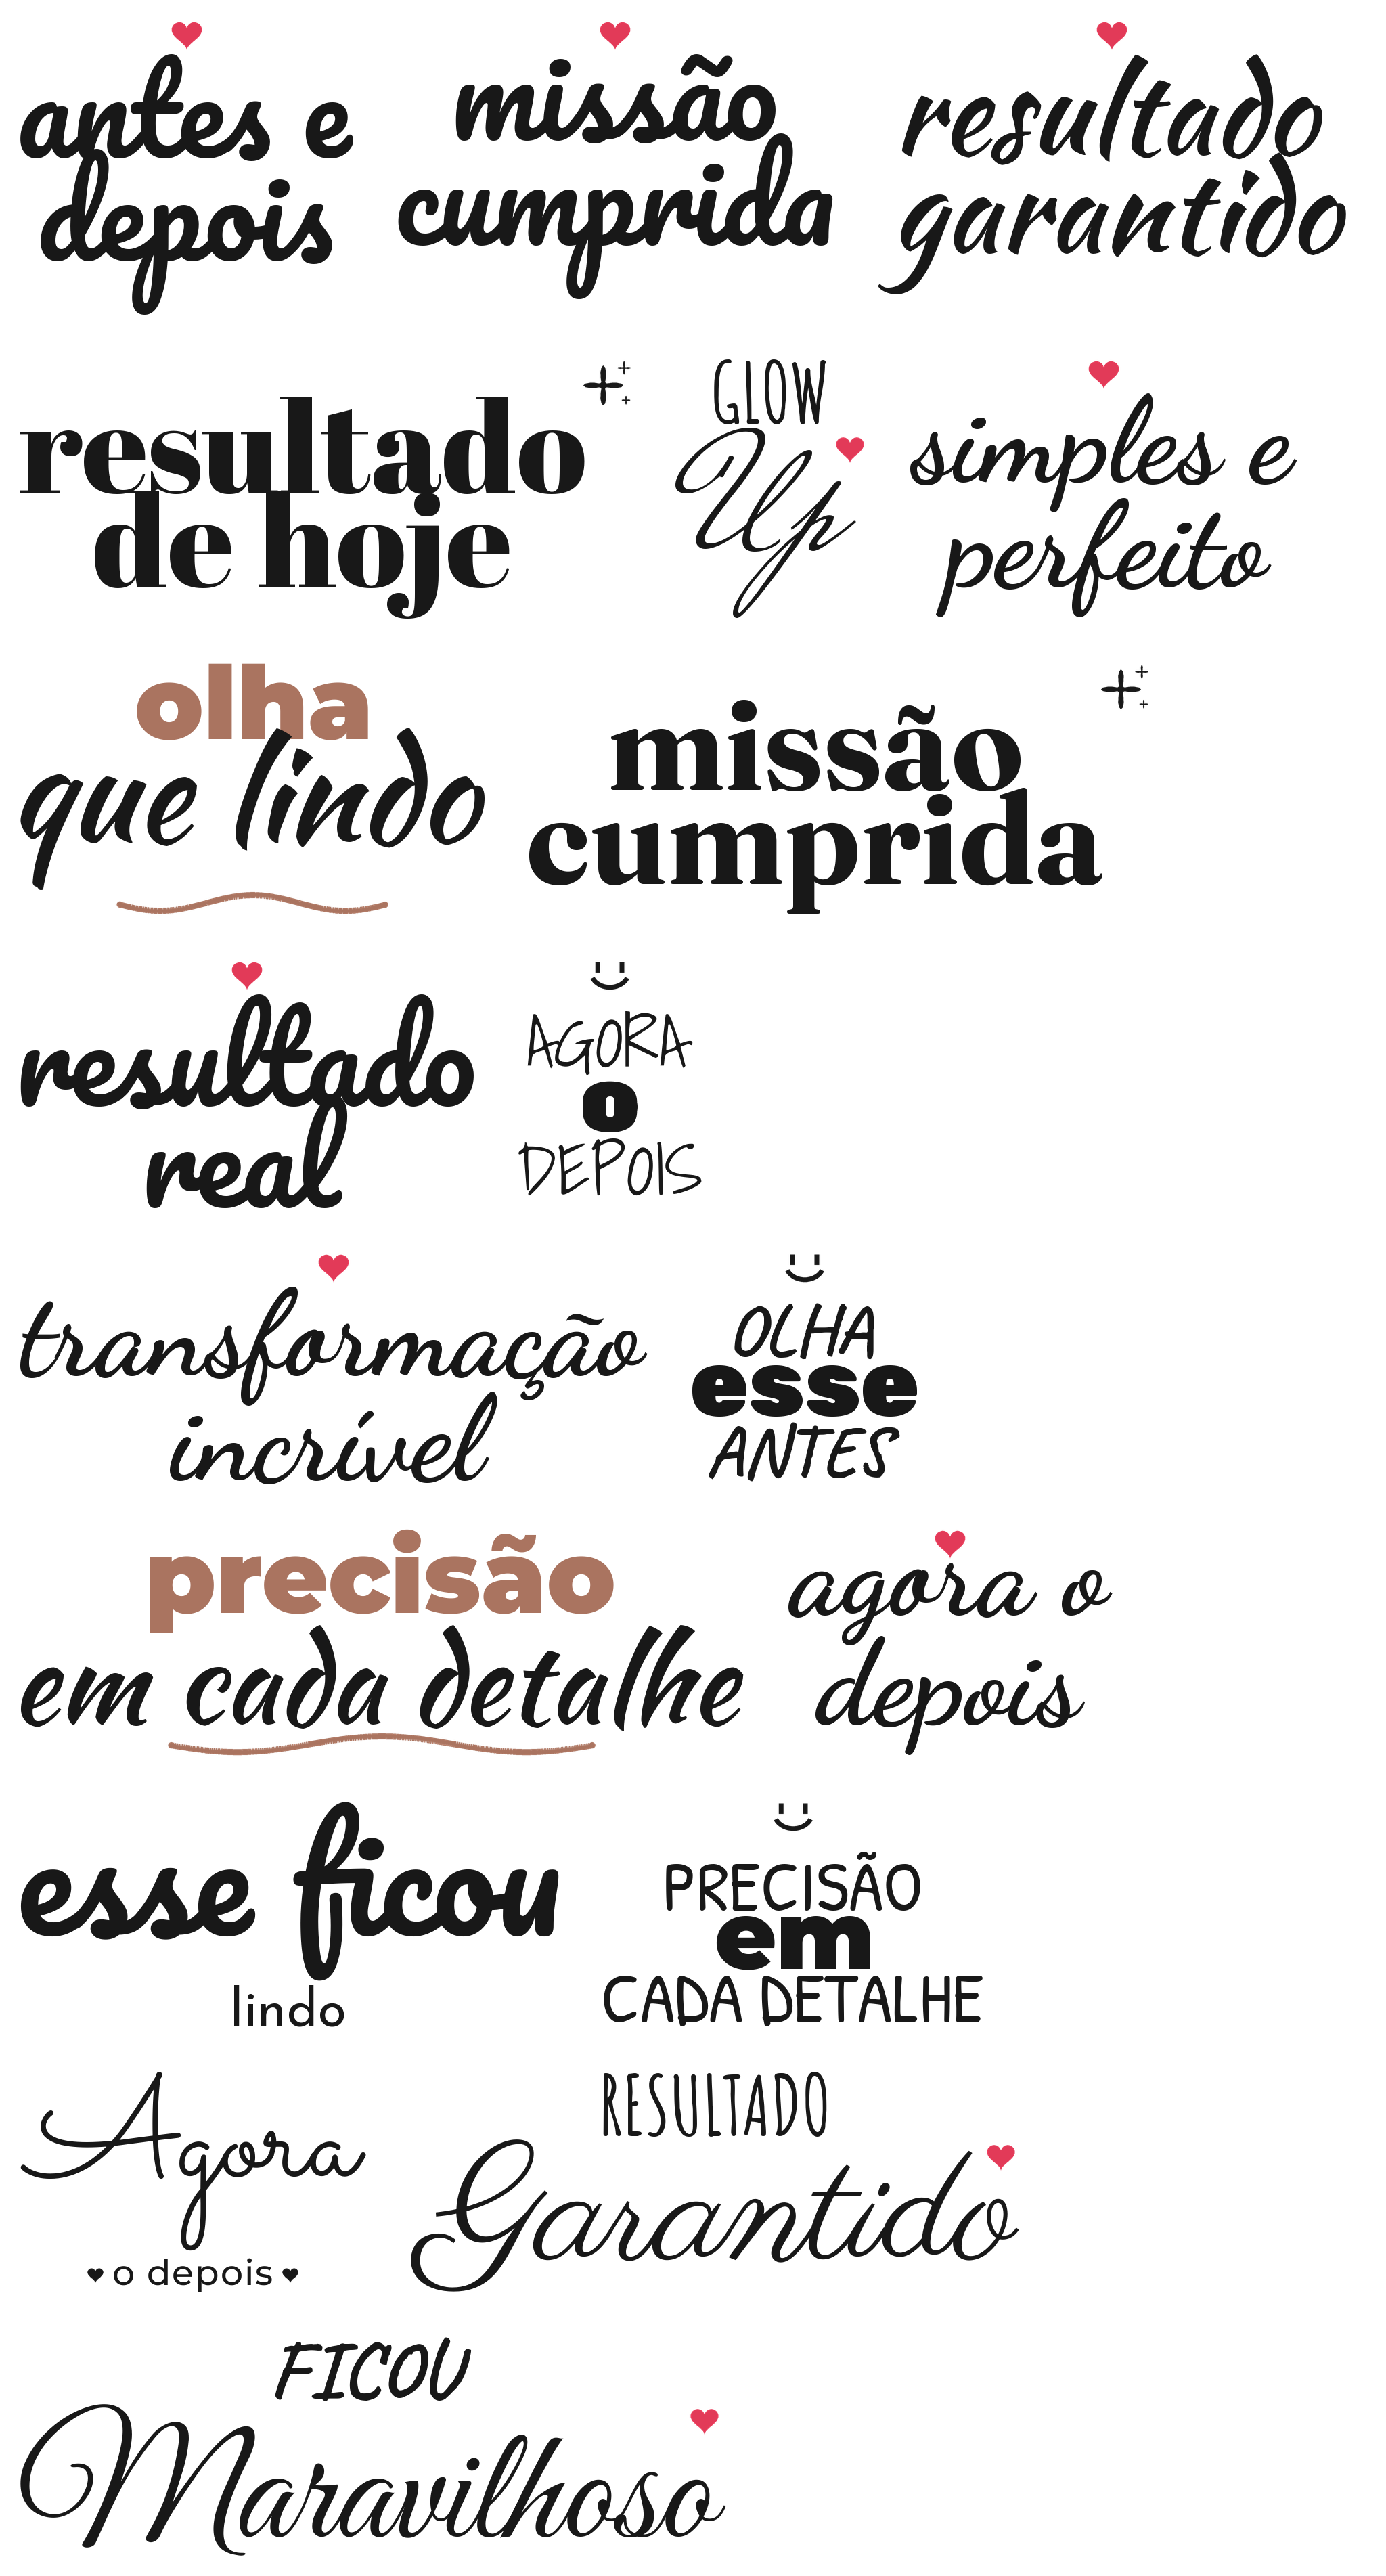 antes e
depois
missão
cumprida
resultado
garantido
resultado
de hoje
GLOW
Up
simples e
perfeito
olha
que lindo
missão
cumprida
resultado
real
AGORA
o
DEPOIS
transformação
incrível
OLHA
esse
ANTES
precisão
em cada detalhe
agora o
depois
esse ficou
lindo
PRECISÃO
em
CADA DETALHE
Agora
o depois
RESULTADO
Garantido
FICOU
Maravilhoso